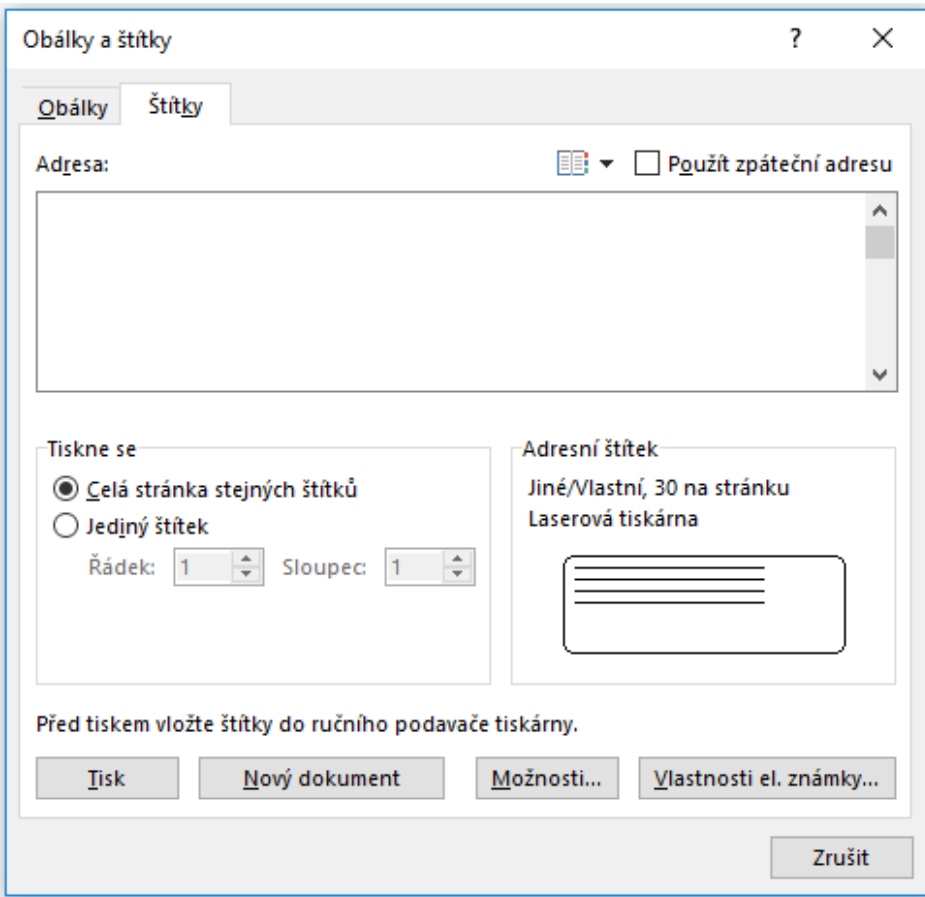 Obálky a štítky ?
Obálky Štítky
Adresa: Použít zpáteční adresu
Tiskne se
Celá stránka stejných štítků
Jediný štítek
Řádek: 1 Sloupec: 1
Adresní štítek
Jiné/Vlastní, 30 na stránku
Laserová tiskárna
Před tiskem vložte štítky do ručního podavače tiskárny.
Tisk Nový dokument Možnosti... Vlastnosti el. známky...
Zrušit